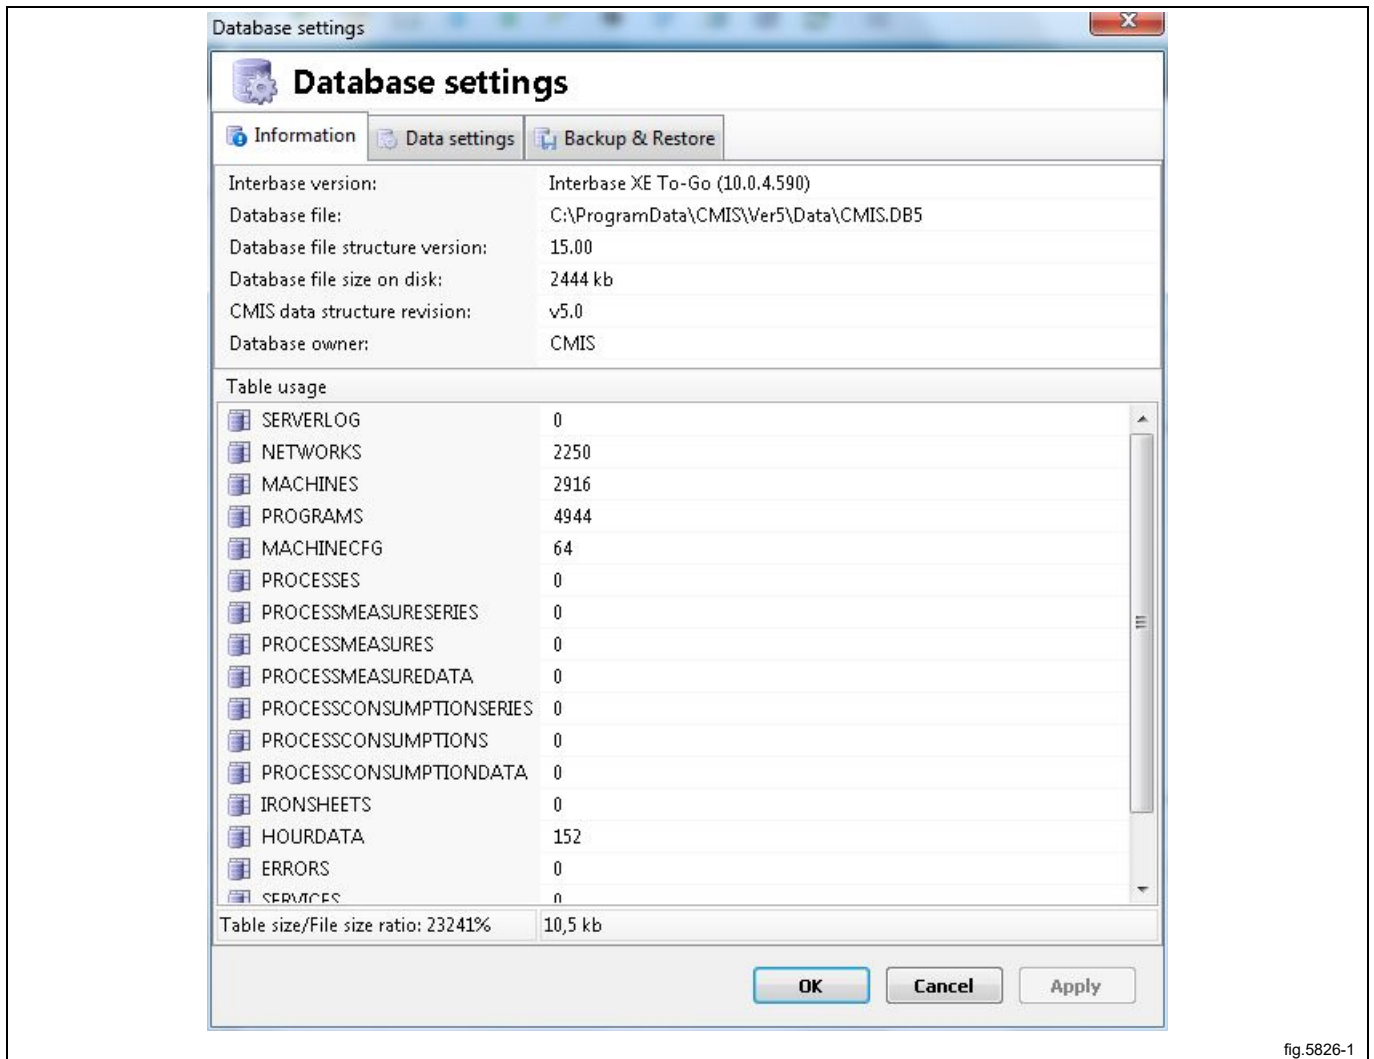 Database settings
Database settings
Information Data settings Backup & Restore
Interbase version: Interbase XE To-Go (10.0.4.590)
Database file: C:\ProgramData\CMIS\Ver5\Data\CMIS.DB5
Database file structure version: 15.00
Database file size on disk: 2444 kb
CMIS data structure revision: v5.0
Database owner: CMIS
Table usage
SERVERLOG 0
NETWORKS 2250
MACHINES 2916
PROGRAMS 4944
MACHINECFG 64
PROCESSES 0
PROCESSMEASURESERIES 0
PROCESSMEASURES 0
PROCESSMEASUREDATA 0
PROCESSCONSUMPTIONSERIES 0
PROCESSCONSUMPTIONS 0
PROCESSCONSUMPTIONDATA 0
IRONSHEETS 0
HOURDATA 152
ERRORS 0
SERVICES 0
Table size/File size ratio: 23241% 10,5 kb
OK Cancel Apply
fig.5826-1